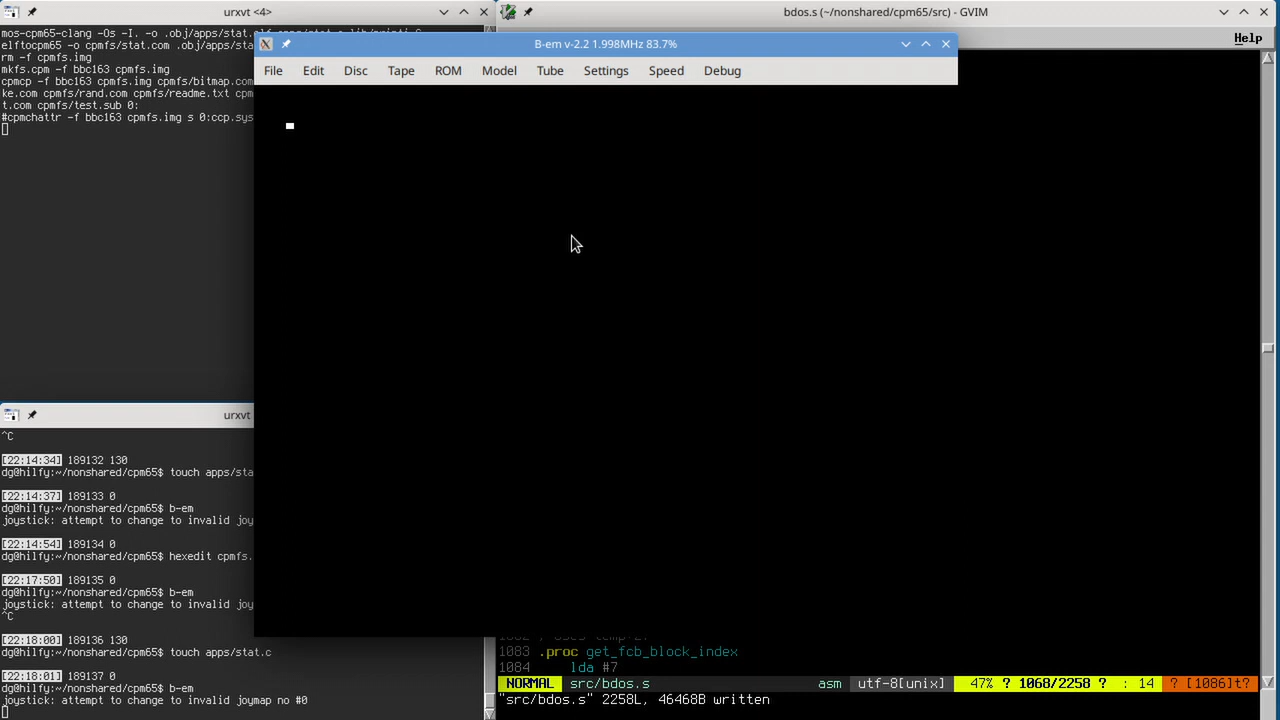 urxvt <4>
mos-cpm65-clang -Os -I. -o .obj/apps/stat.elf
elftocpm65 -o cpmfs/stat.com .obj/apps/sta
rm -f cpmfs.img
mkfs.cpm -f bbc163 cpmfs.img
cpmcp -f bbc163 cpmfs.img cpmfs/bitmap.com
ke.com cpmfs/rand.com cpmfs/readme.txt cpm
t.com cpmfs/test.sub 0:
#cpmchattr -f bbc163 cpmfs.img s 0:ccp.sys
bdos.s (~/nonshared/cpm65/src) - GVIM
Help
B-em v-2.2 1.998MHz 83.7%
File Edit Disc Tape ROM Model Tube Settings Speed Debug
urxvt
^C
[22:14:34] 189132 130
dg@hilfy:~/nonshared/cpm65$ touch apps/sta
[22:14:37] 189133 0
dg@hilfy:~/nonshared/cpm65$ b-em
joystick: attempt to change to invalid joy
[22:14:54] 189134 0
dg@hilfy:~/nonshared/cpm65$ hexedit cpmfs.
[22:17:50] 189135 0
dg@hilfy:~/nonshared/cpm65$ b-em
joystick: attempt to change to invalid joy
^C
[22:18:00] 189136 130
dg@hilfy:~/nonshared/cpm65$ touch apps/stat.c
[22:18:01] 189137 0
dg@hilfy:~/nonshared/cpm65$ b-em
joystick: attempt to change to invalid joymap no #0
1083 .proc get_fcb_block_index
1084 lda #7
NORMAL src/bdos.s asm utf-8[unix] 47% ? 1068/2258 ? : 14 ? [1086]t?
"src/bdos.s" 2258L, 46468B written